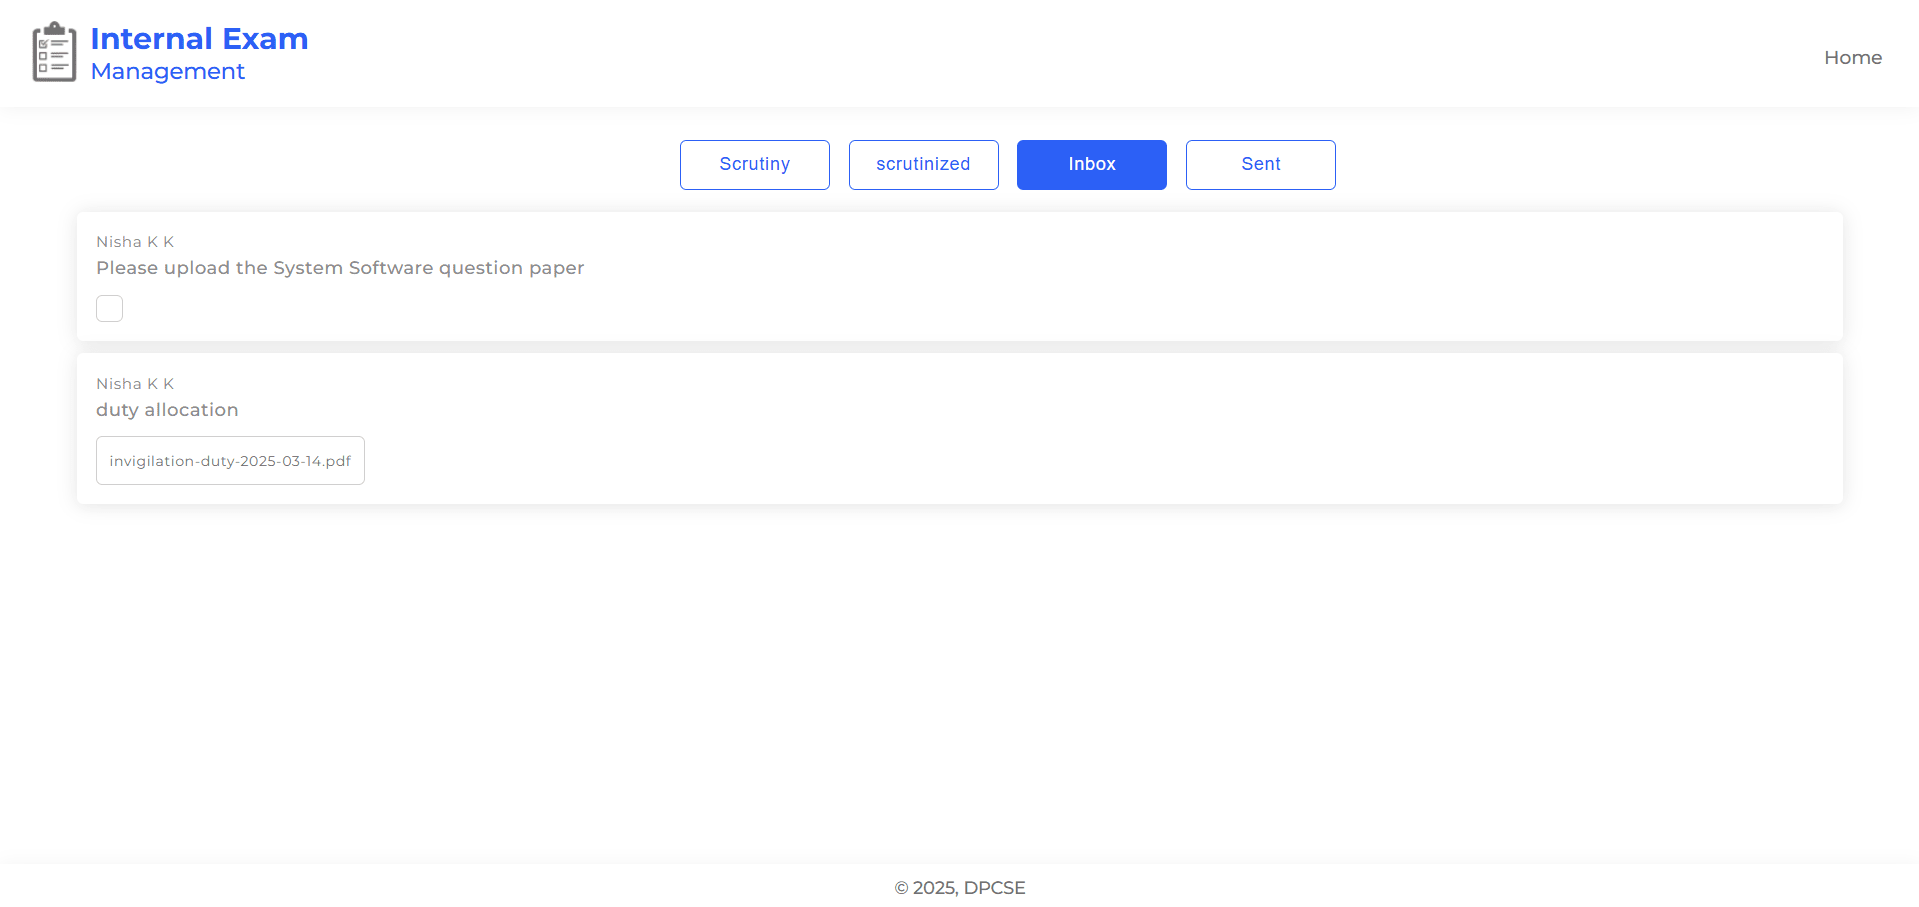 Internal Exam
Management
Home
Scrutiny
scrutinized
Inbox
Sent
Nisha K K
Please upload the System Software question paper
Nisha K K
duty allocation
invigilation-duty-2025-03-14.pdf
© 2025, DPCSE